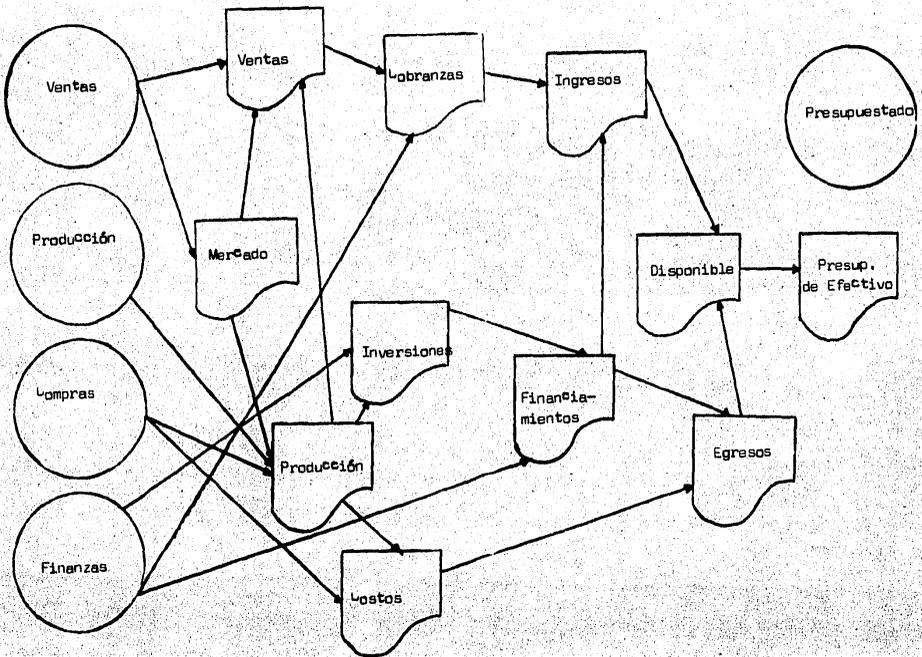 Ventas
Ventas
Cobranzas
Ingresos
Presupuestado
Producción
Mercado
Disponible
Presup.
de Efectivo
Compras
Inversiones
Financia-
mientos
Producción
Egresos
Finanzas
Costos